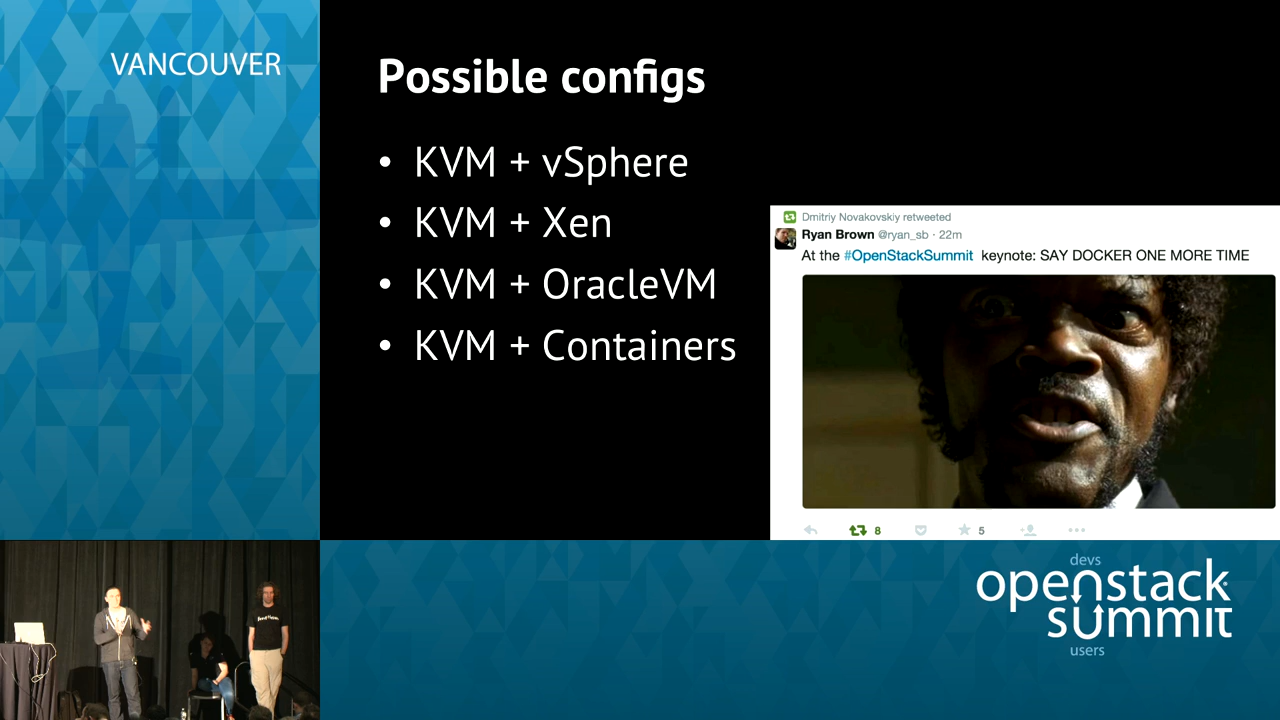 VANCOUVER
Possible configs
• KVM + vSphere
• KVM + Xen
• KVM + OracleVM
• KVM + Containers
Dmitriy Novakovskiy retweeted
Ryan Brown @ryan_sb · 22m
At the #OpenStackSummit keynote: SAY DOCKER ONE MORE TIME
8 5
devs
openstack
summit
users